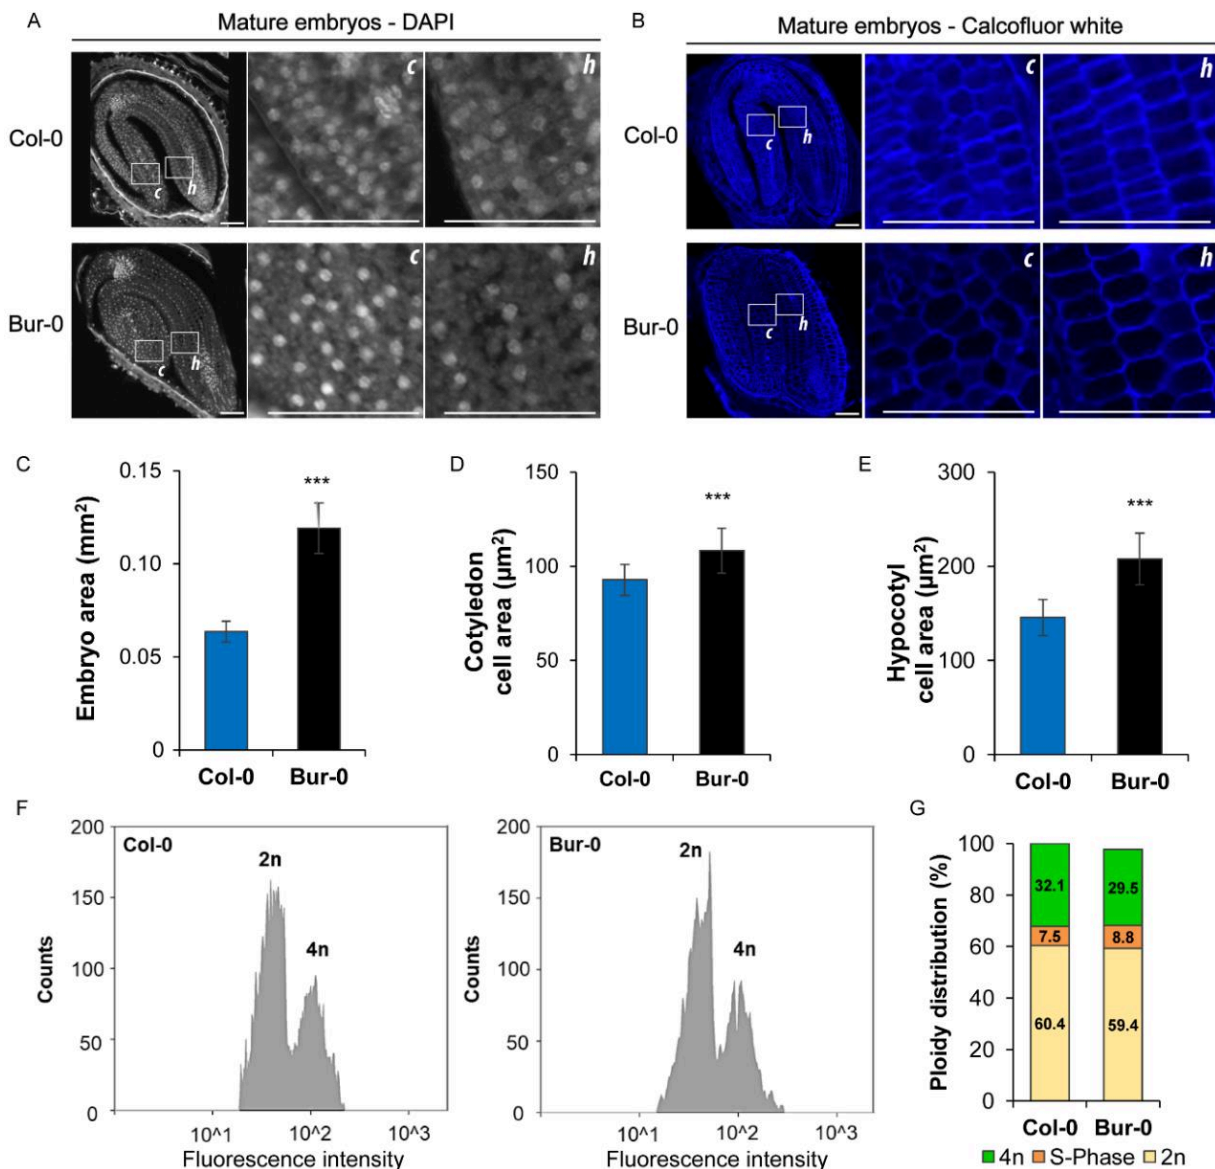 A
Mature embryos - DAPI
B
Mature embryos - Calcofluor white
Col-0
c
h
c
h
Bur-0
c
h
c
h
Col-0
c
h
c
h
Bur-0
c
h
c
h
C
Embryo area (mm²)
0.15
0.10
0.05
0
***
Col-0 Bur-0
D
Cotyledon
cell area (µm²)
150
100
50
0
***
Col-0 Bur-0
E
Hypocotyl
cell area (µm²)
300
200
100
0
***
Col-0 Bur-0
F
Counts
200
150
100
50
0
Col-0
2n
4n
10^1 10^2 10^3
Fluorescence intensity
Counts
200
150
100
50
0
Bur-0
2n
4n
10^1 10^2 10^3
Fluorescence intensity
G
Ploidy distribution (%)
100
80
60
40
20
0
32.1
7.5
60.4
29.5
8.8
59.4
Col-0 Bur-0
4n S-Phase 2n